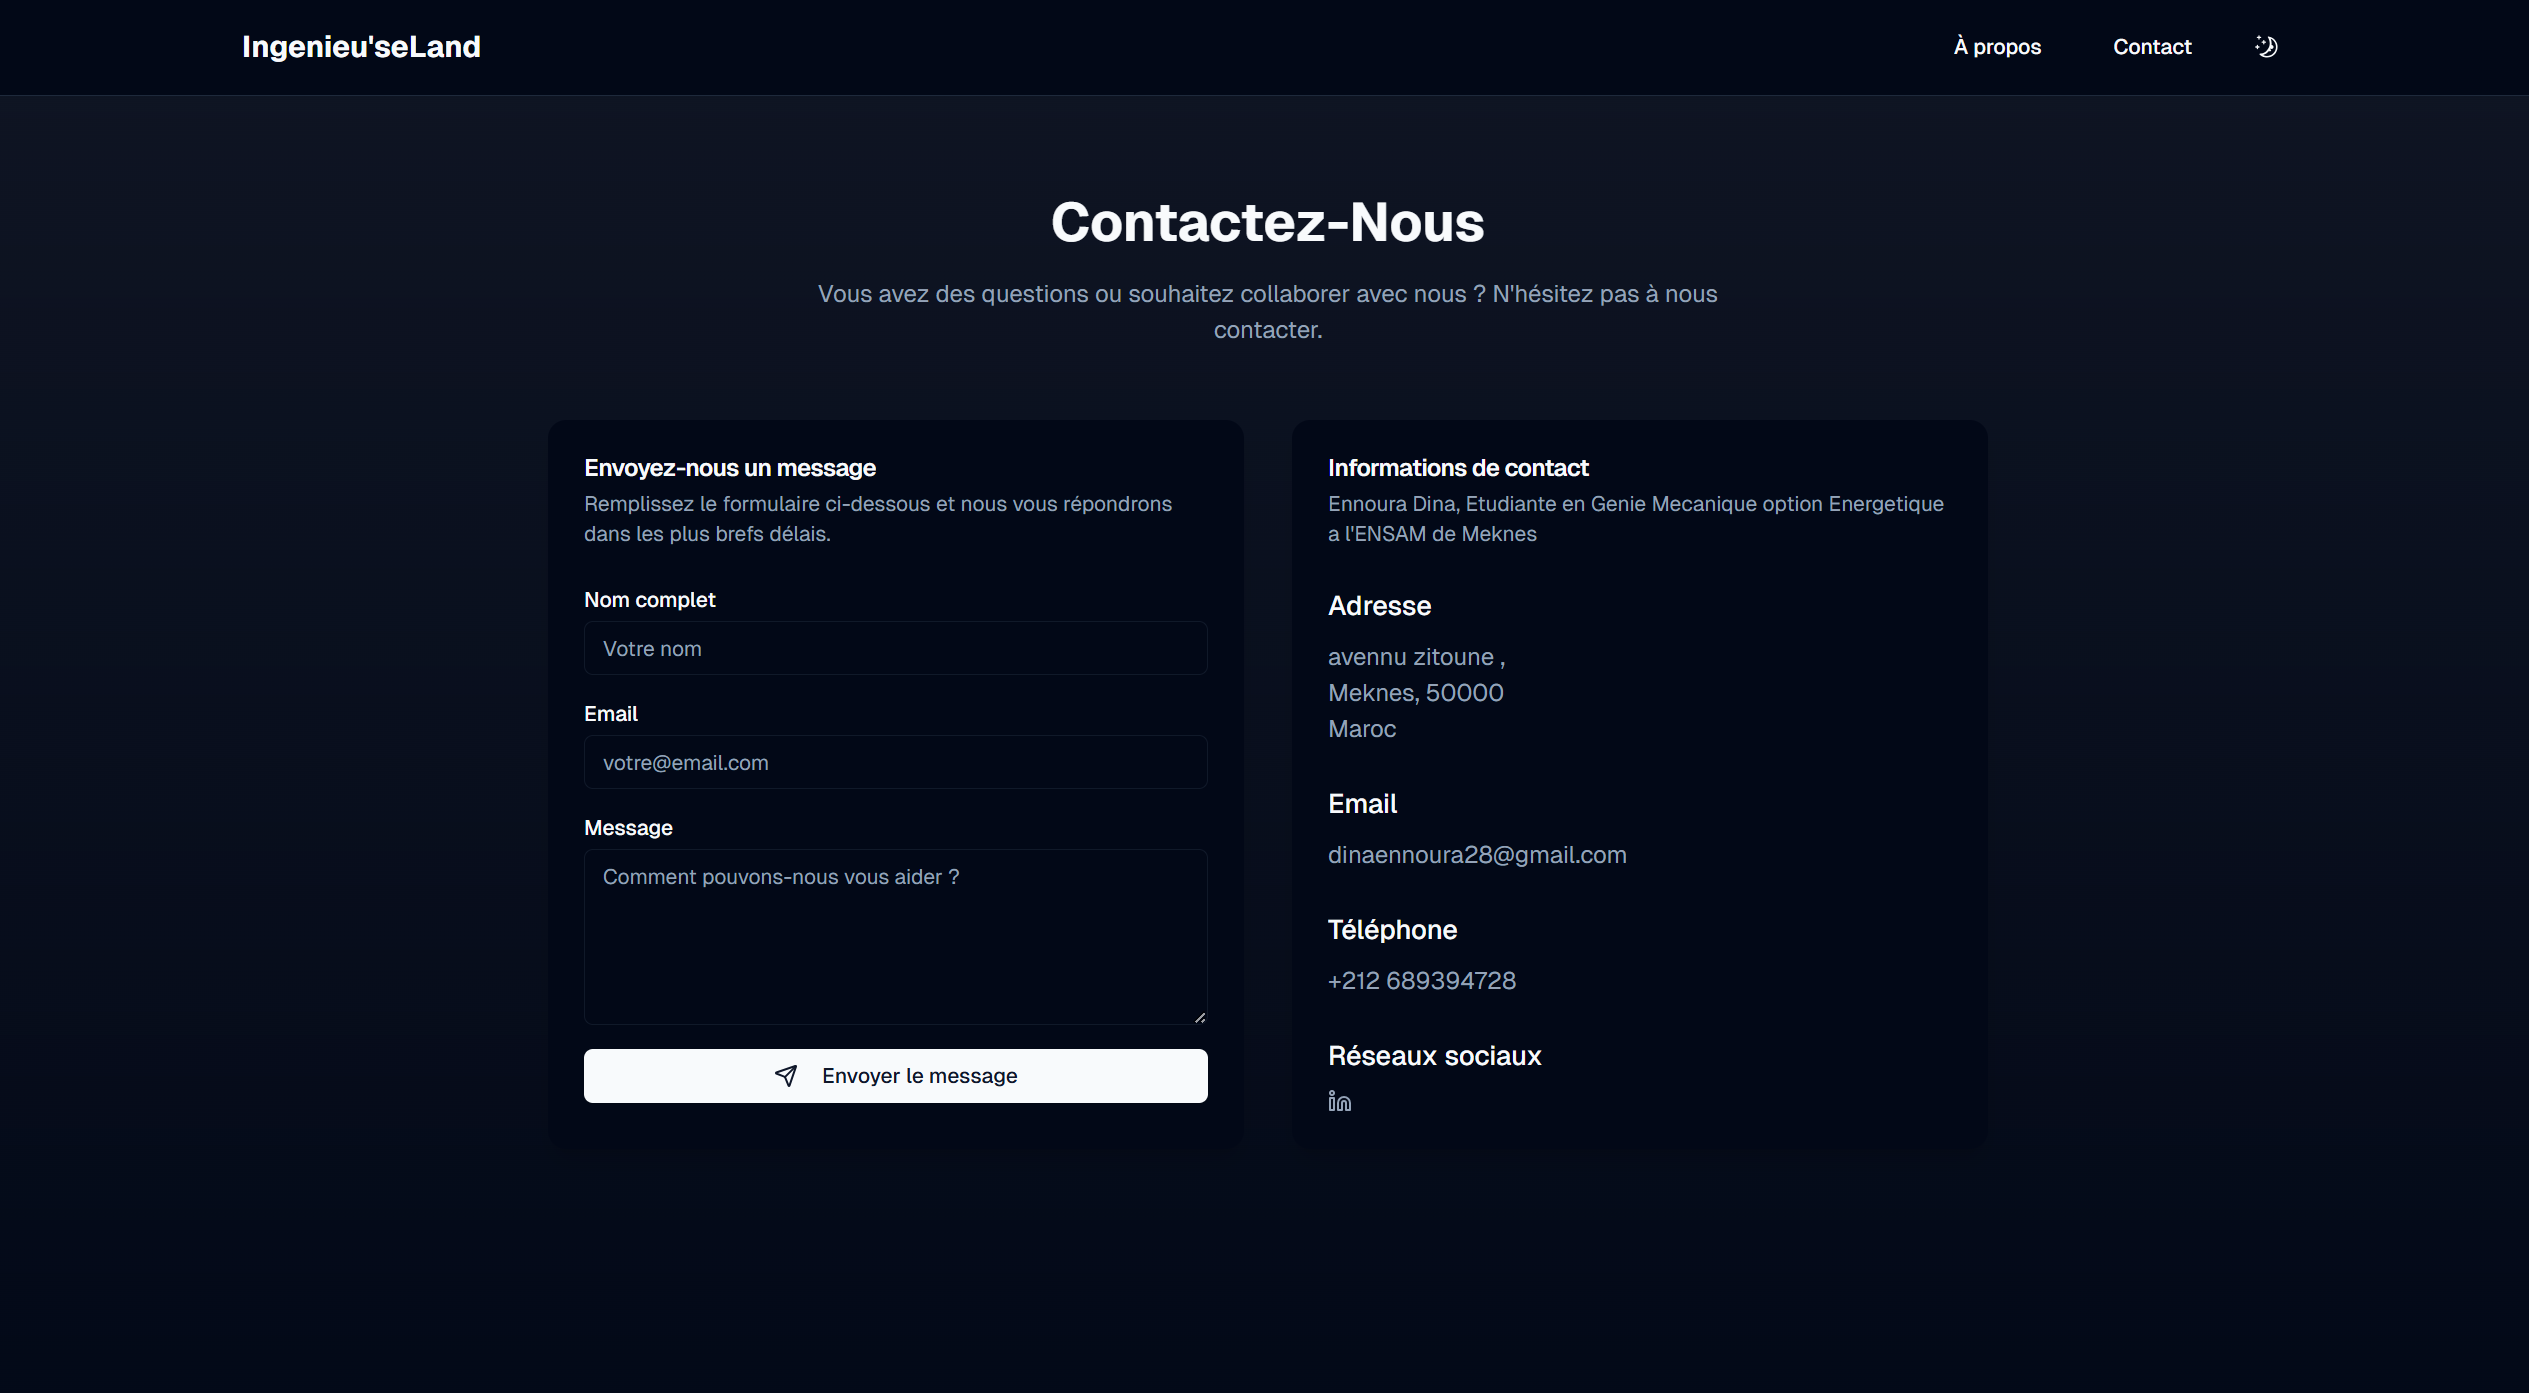 Ingenieu'seLand
À propos
Contact
Contactez-Nous
Vous avez des questions ou souhaitez collaborer avec nous ? N'hésitez pas à nous
contacter.
Envoyez-nous un message
Remplissez le formulaire ci-dessous et nous vous répondrons
dans les plus brefs délais.
Nom complet
Votre nom
Email
votre@email.com
Message
Comment pouvons-nous vous aider ?
Envoyer le message
Informations de contact
Ennoura Dina, Etudiante en Genie Mecanique option Energetique
a l'ENSAM de Meknes
Adresse
avennu zitoune ,
Meknes, 50000
Maroc
Email
dinaennoura28@gmail.com
Téléphone
+212 689394728
Réseaux sociaux
in